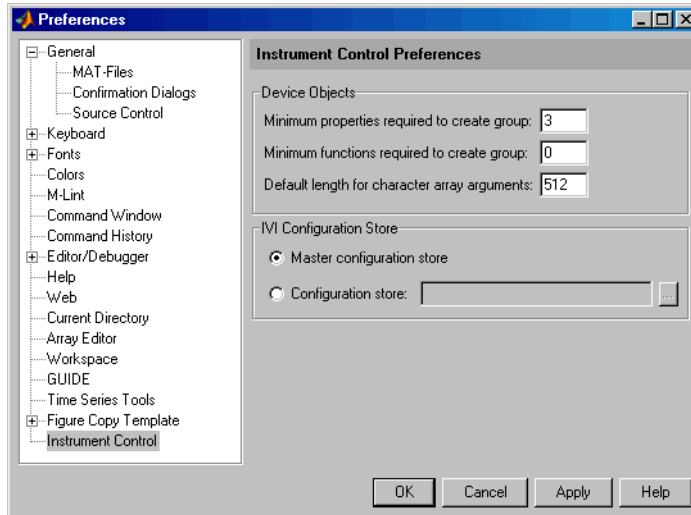 Preferences
General
MAT-Files
Confirmation Dialogs
Source Control
Keyboard
Fonts
Colors
M-Lint
Command Window
Command History
Editor/Debugger
Help
Web
Current Directory
Array Editor
Workspace
GUIDE
Time Series Tools
Figure Copy Template
Instrument Control
Instrument Control Preferences
Device Objects
Minimum properties required to create group: 3
Minimum functions required to create group: 0
Default length for character array arguments: 512
IVI Configuration Store
Master configuration store
Configuration store:
...
OK Cancel Apply Help